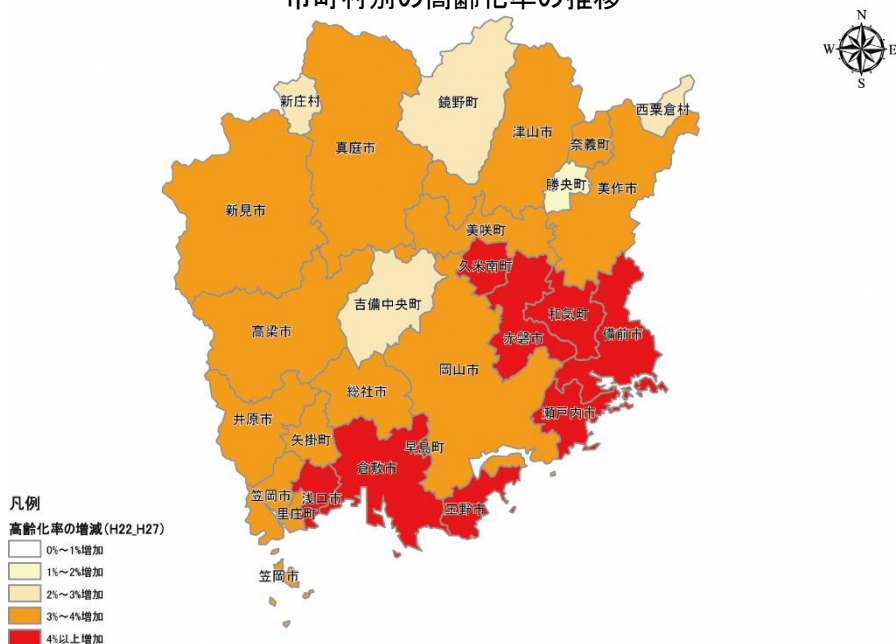 市町村別の高齢化率の推移
N
W
E
S
新庄村
鏡野町
西粟倉村
真庭市
津山市
奈義町
勝央町
美作市
新見市
美咲町
久米南町
吉備中央町
和気町
高梁市
赤磐市
備前市
岡山市
総社市
瀬戸内市
井原市
矢掛町
早島町
倉敷市
笠岡市
浅口市
里庄町
玉野市
笠岡市
凡例
高齢化率の増減(H22_H27)
0%~1%増加
1%~2%増加
2%~3%増加
3%~4%増加
4%以上増加